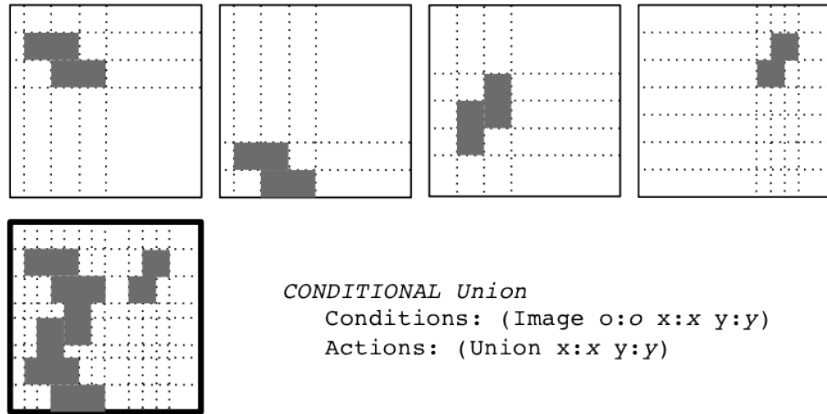 CONDITIONAL Union
Conditions: (Image o:o x:x y:y)
Actions: (Union x:x y:y)